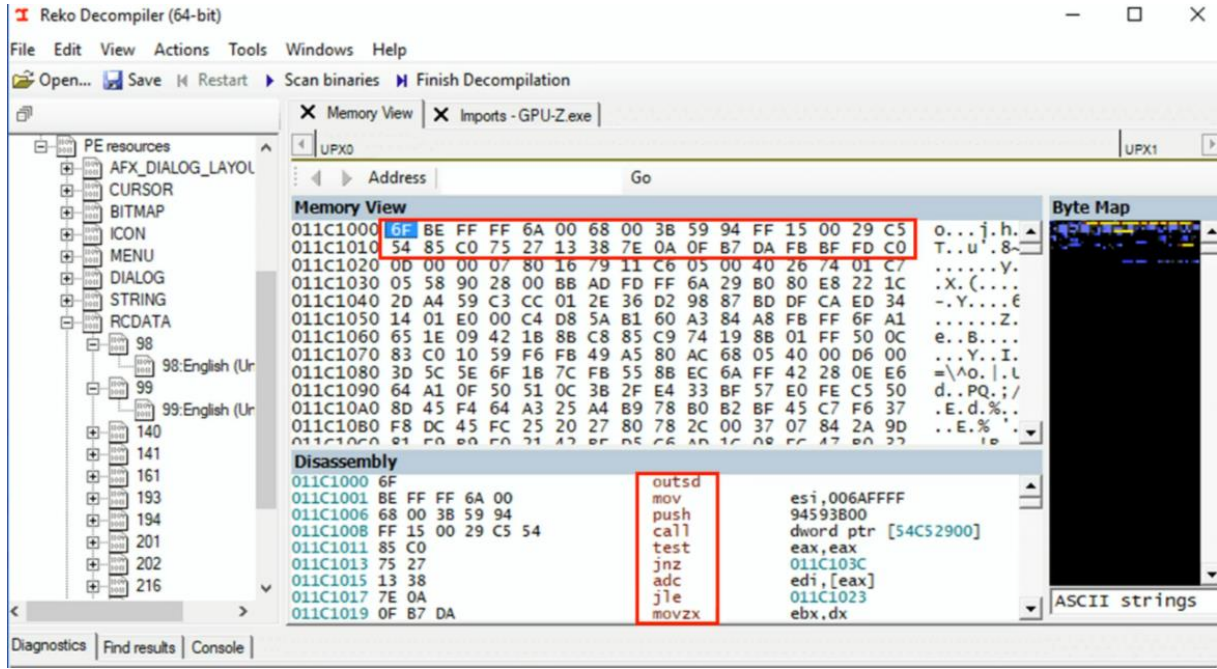 Reko Decompiler (64-bit)
File Edit View Actions Tools Windows Help
Open... Save Restart Scan binaries Finish Decompilation
Memory View Imports - GPU-Z.exe
PE resources
AFX_DIALOG_LAYOU
CURSOR
BITMAP
ICON
MENU
DIALOG
STRING
RCDATA
98
98:English (Un
99
99:English (Un
140
141
161
193
194
201
202
216
UPX0 UPX1
Address Go
Memory View
011C1000 6F BE FF FF 6A 00 68 00 3B 59 94 FF 15 00 29 C5 o...j.h.
011C1010 54 85 C0 75 27 13 38 7E 0A 0F B7 DA FB BF FD C0 T..u'.8~
011C1020 0D 00 00 07 80 16 79 11 C6 05 00 40 26 74 01 C7 ......y.
011C1030 05 58 90 28 00 BB AD FD FF 6A 29 B0 80 E8 22 1C .X.(....
011C1040 2D A4 59 C3 CC 01 2E 36 D2 98 87 BD DF CA ED 34 -.Y....6
011C1050 14 01 E0 00 C4 D8 5A B1 60 A3 84 A8 FB FF 6F A1 ......Z.
011C1060 65 1E 09 42 1B 8B C8 85 C9 74 19 8B 01 FF 50 0C e..B....
011C1070 83 C0 10 59 F6 FB 49 A5 80 AC 68 05 40 00 D6 00 ...Y..I.
011C1080 3D 5C 5E 6F 1B 7C FB 55 8B EC 6A FF 42 28 0E E6 =\^o.|.U
011C1090 64 A1 0F 50 51 0C 3B 2F E4 33 BF 57 E0 FE C5 50 d..PQ.;/
011C10A0 8D 45 F4 64 A3 25 A4 B9 78 B0 B2 BF 45 C7 F6 37 .E.d.%..
011C10B0 F8 DC 45 FC 25 20 27 80 78 2C 00 37 07 84 2A 9D ..E.% '.
Byte Map
Disassembly
011C1000 6F outsd
011C1001 BE FF FF 6A 00 mov esi,006AFFFF
011C1006 68 00 3B 59 94 push 94593B00
011C100B FF 15 00 29 C5 54 call dword ptr [54C52900]
011C1011 85 C0 test eax,eax
011C1013 75 27 jnz 011C103C
011C1015 13 38 adc edi,[eax]
011C1017 7E 0A jle 011C1023
011C1019 0F B7 DA movzx ebx,dx
ASCII strings
Diagnostics Find results Console